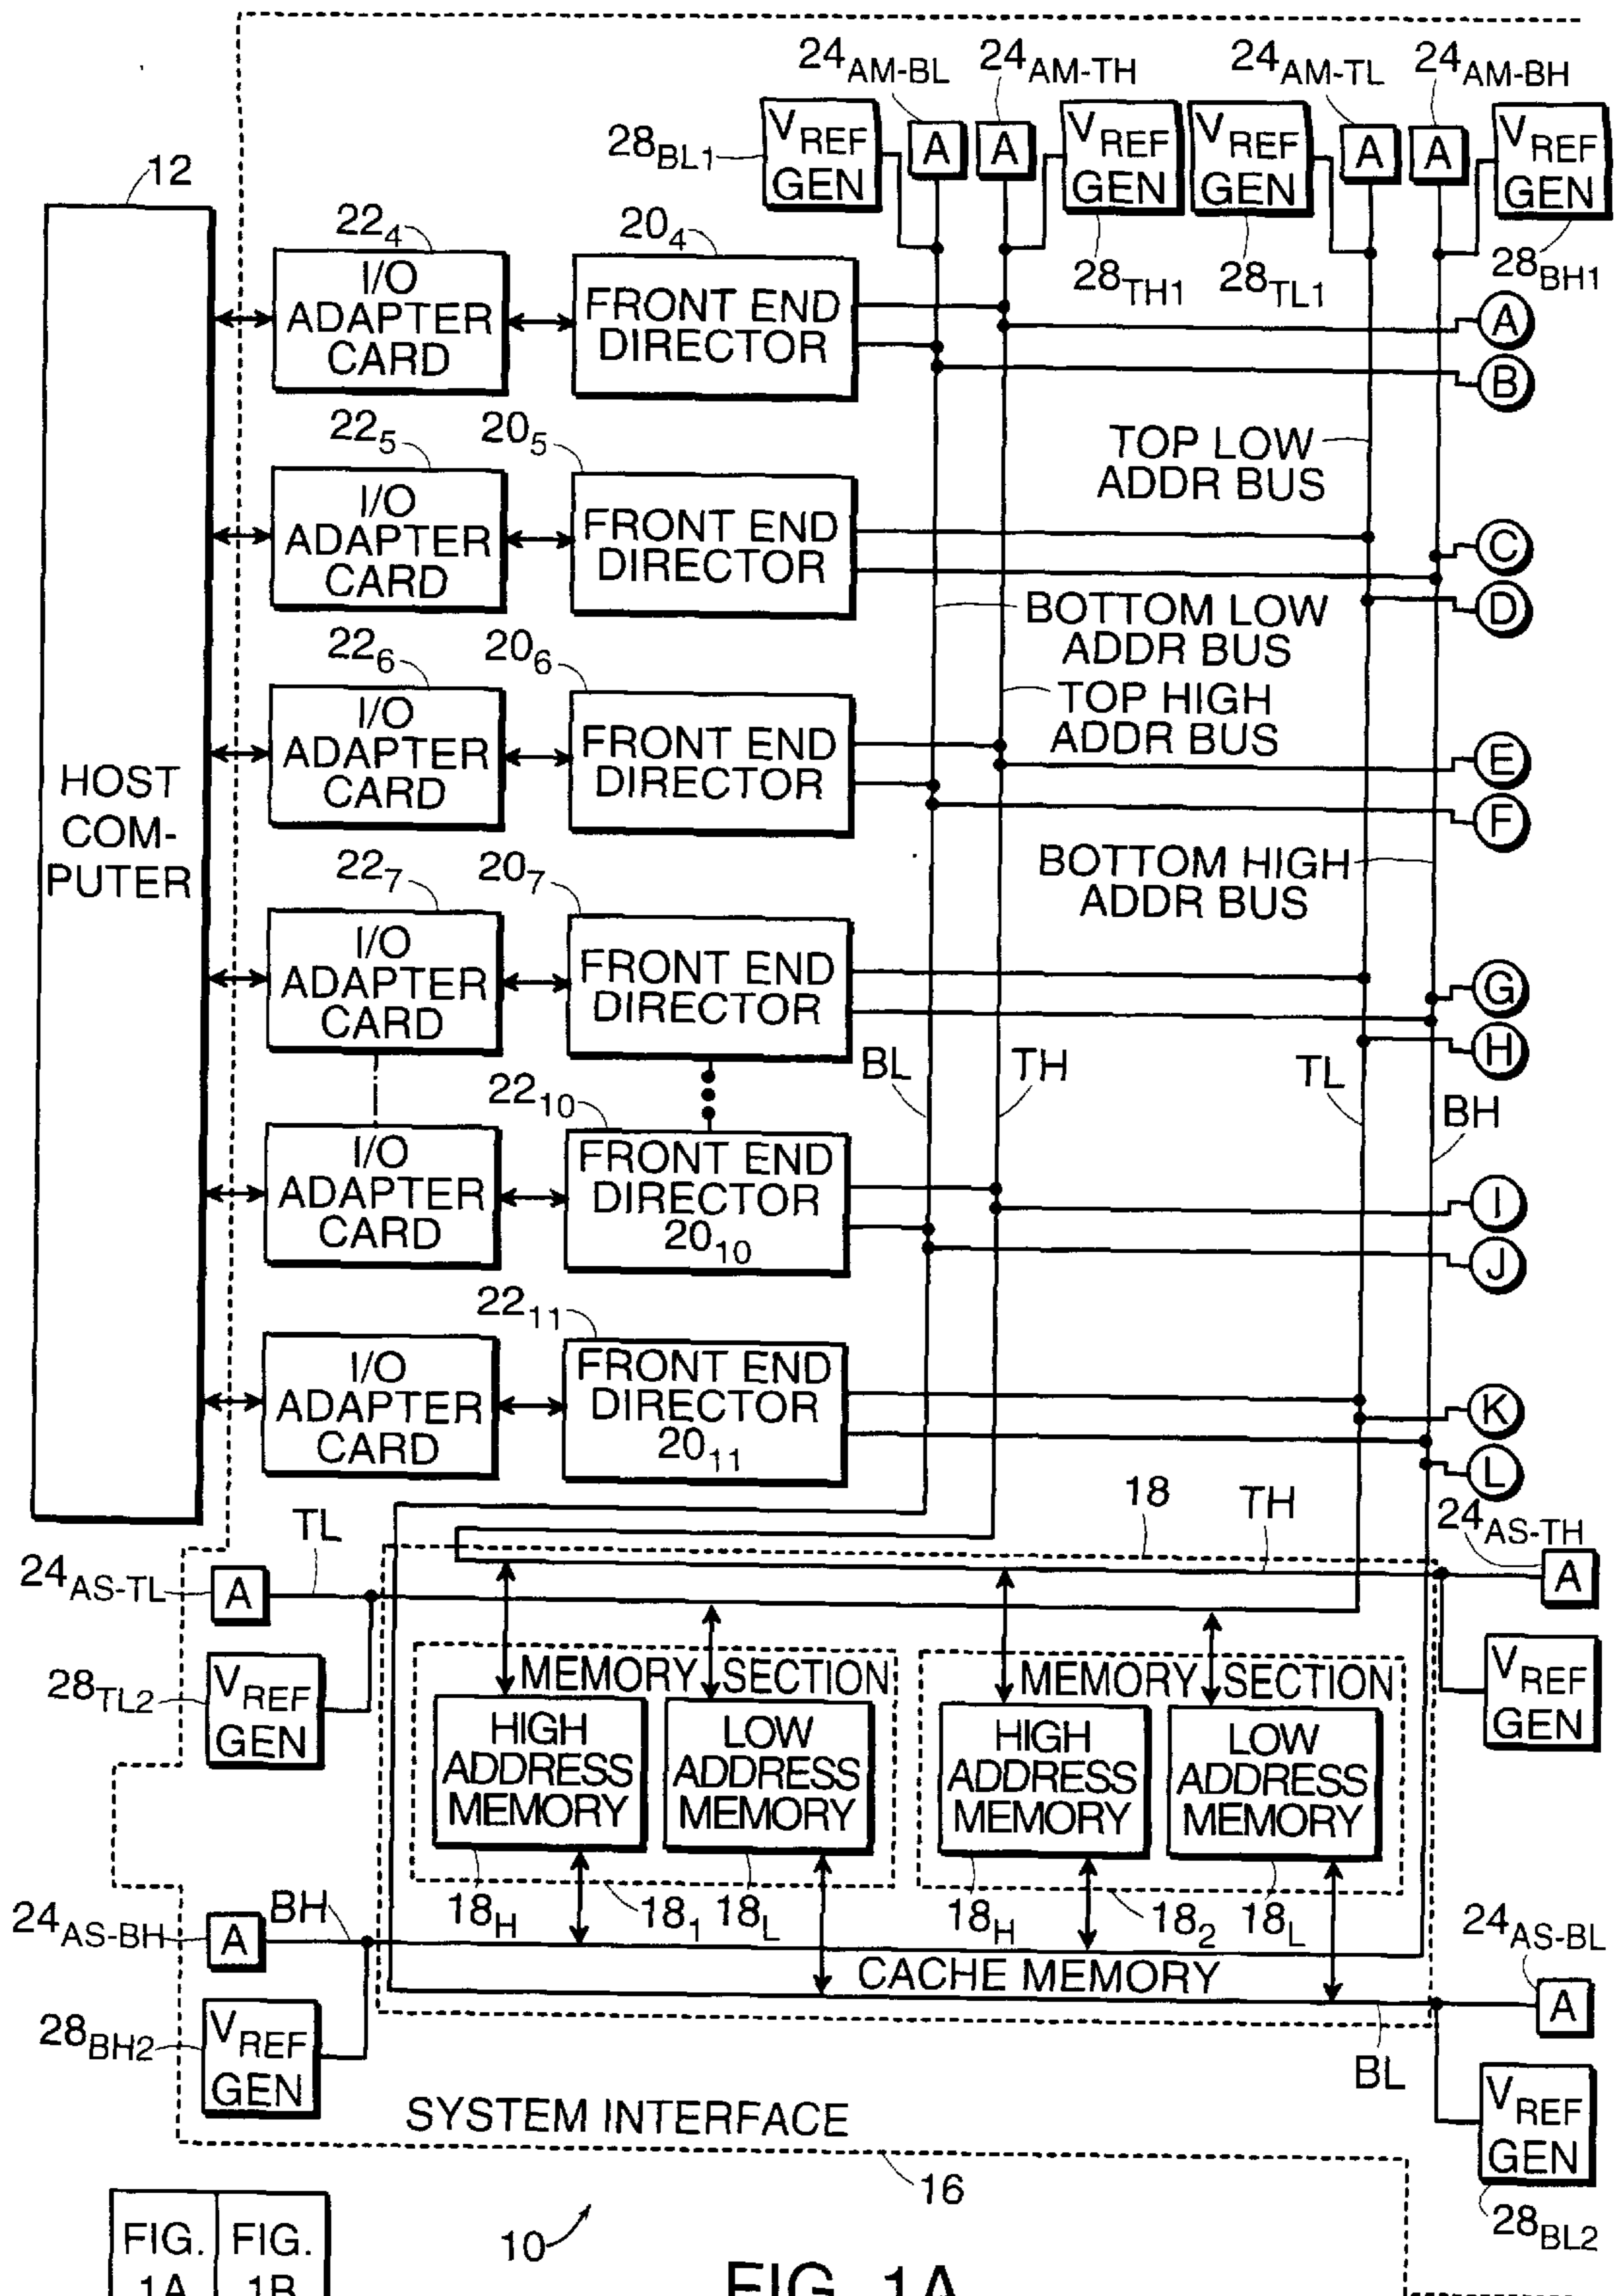 24AM-BL
24AM-TH
24AM-TL
24AM-BH
28BL1
VREF
GEN
A
A
VREF
GEN
VREF
GEN
A
A
VREF
GEN
28TH1
28TL1
28BH1
12
HOST
COM-
PUTER
224
I/O
ADAPTER
CARD
204
FRONT END
DIRECTOR
A
B
225
I/O
ADAPTER
CARD
205
FRONT END
DIRECTOR
TOP LOW
ADDR BUS
C
D
BOTTOM LOW
ADDR BUS
226
I/O
ADAPTER
CARD
206
FRONT END
DIRECTOR
TOP HIGH
ADDR BUS
E
F
BOTTOM HIGH
ADDR BUS
227
I/O
ADAPTER
CARD
207
FRONT END
DIRECTOR
G
H
BL
TH
TL
BH
I/O
ADAPTER
CARD
2210
FRONT END
DIRECTOR
2010
I
J
I/O
ADAPTER
CARD
2211
FRONT END
DIRECTOR
2011
K
L
24AS-TL
A
TL
18
TH
24AS-TH
A
28TL2
VREF
GEN
MEMORY SECTION
HIGH
ADDRESS
MEMORY
LOW
ADDRESS
MEMORY
MEMORY SECTION
HIGH
ADDRESS
MEMORY
LOW
ADDRESS
MEMORY
VREF
GEN
18H
181
18L
18H
182
18L
24AS-BH
A
BH
CACHE MEMORY
24AS-BL
A
28BH2
VREF
GEN
BL
VREF
GEN
28BL2
SYSTEM INTERFACE
16
10
FIG.
1A
FIG.
1B
FIG. 1A